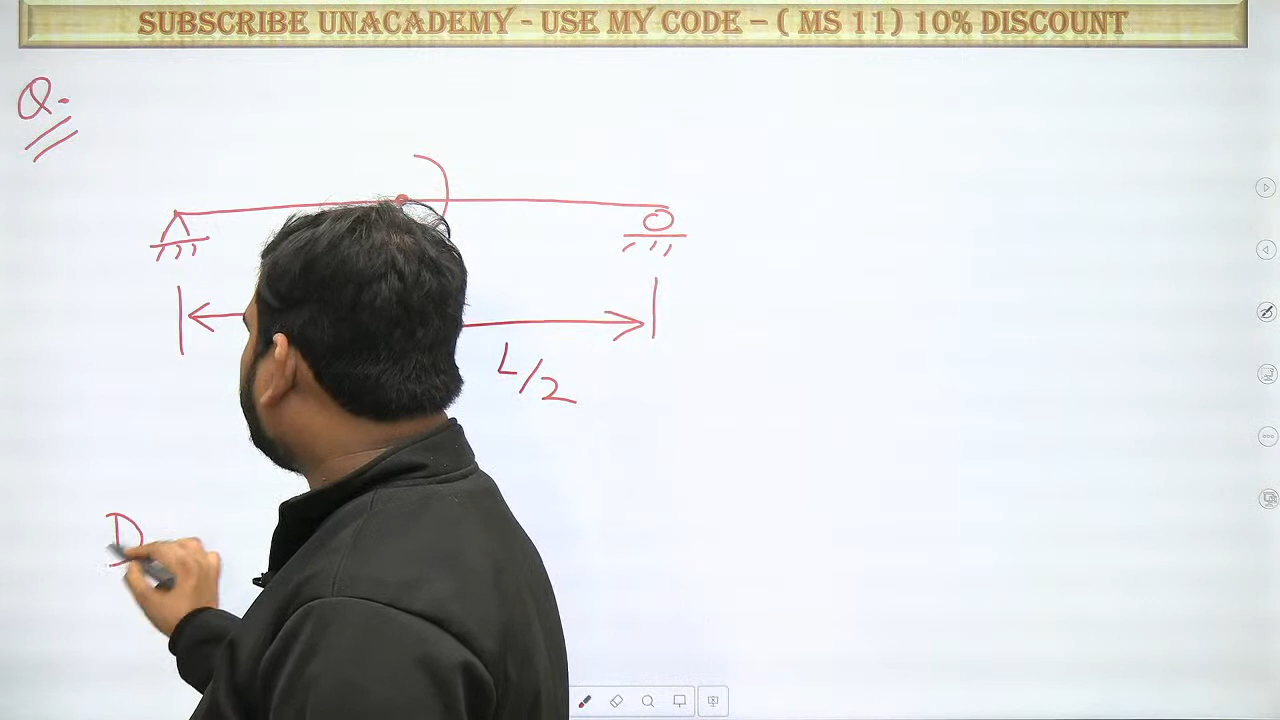 SUBSCRIBE UNACADEMY - USE MY CODE – ( MS 11) 10% DISCOUNT
Q.
L/2
D